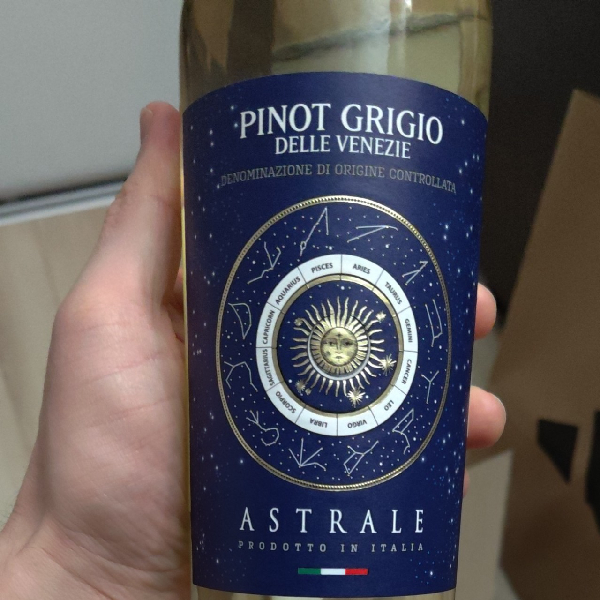 PINOT GRIGIO
DELLE VENEZIE
DENOMINAZIONE DI ORIGINE CONTROLLATA
PISCES
ARIES
TAURUS
GEMINI
CANCER
LEO
VIRGO
LIBRA
SCORPIO
SAGITTARIUS
CAPRICORN
AQUARIUS
ASTRALE
PRODOTTO IN ITALIA